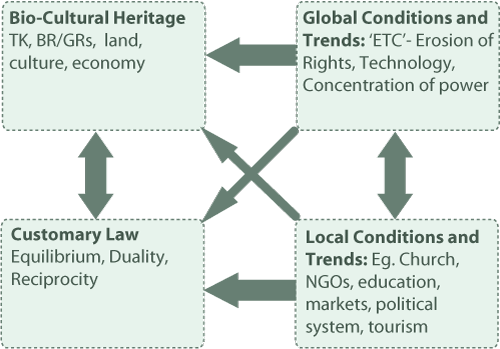 Bio-Cultural Heritage
TK, BR/GRs, land,
culture, economy
Global Conditions and
Trends: ‘ETC’- Erosion of
Rights, Technology,
Concentration of power
Customary Law
Equilibrium, Duality,
Reciprocity
Local Conditions and
Trends: Eg. Church,
NGOs, education,
markets, political
system, tourism